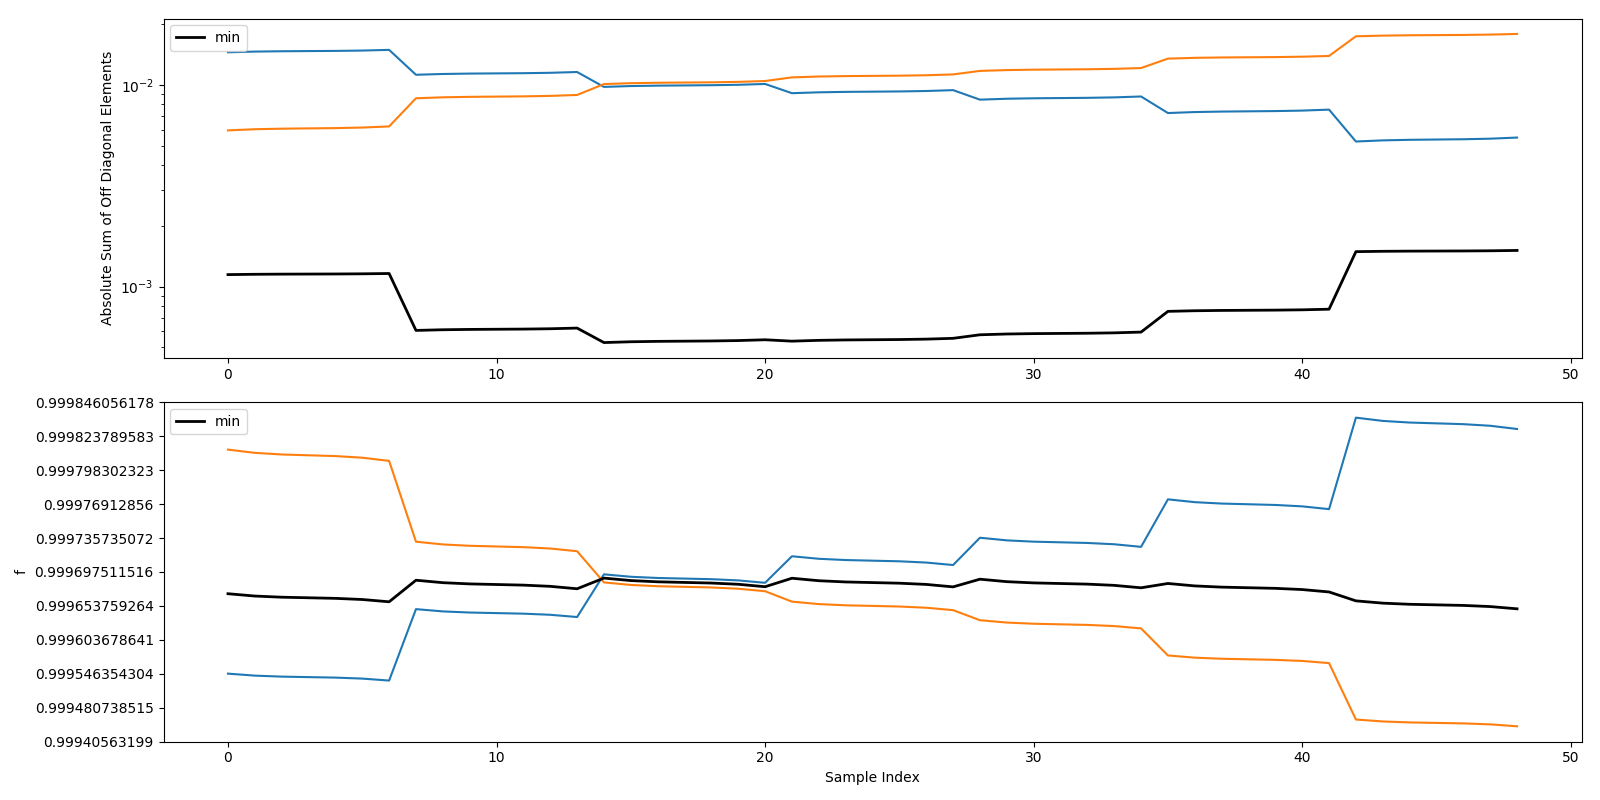 Absolute Sum of Off Diagonal Elements
10⁻²
10⁻³
min
0 10 20 30 40 50
f
0.999846056178
0.999823789583
0.999798302323
0.99976912856
0.999735735072
0.999697511516
0.999653759264
0.999603678641
0.999546354304
0.999480738515
0.99940563199
min
0 10 20 30 40 50
Sample Index